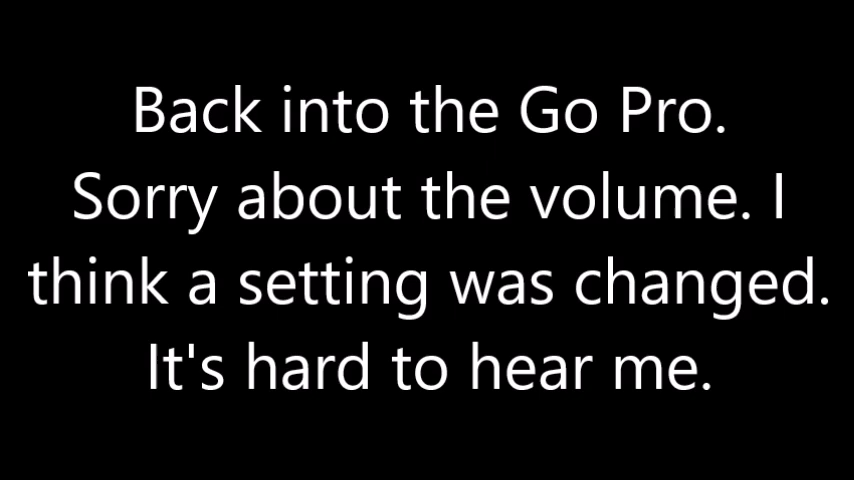 Back into the Go Pro.
Sorry about the volume. I
think a setting was changed.
It's hard to hear me.